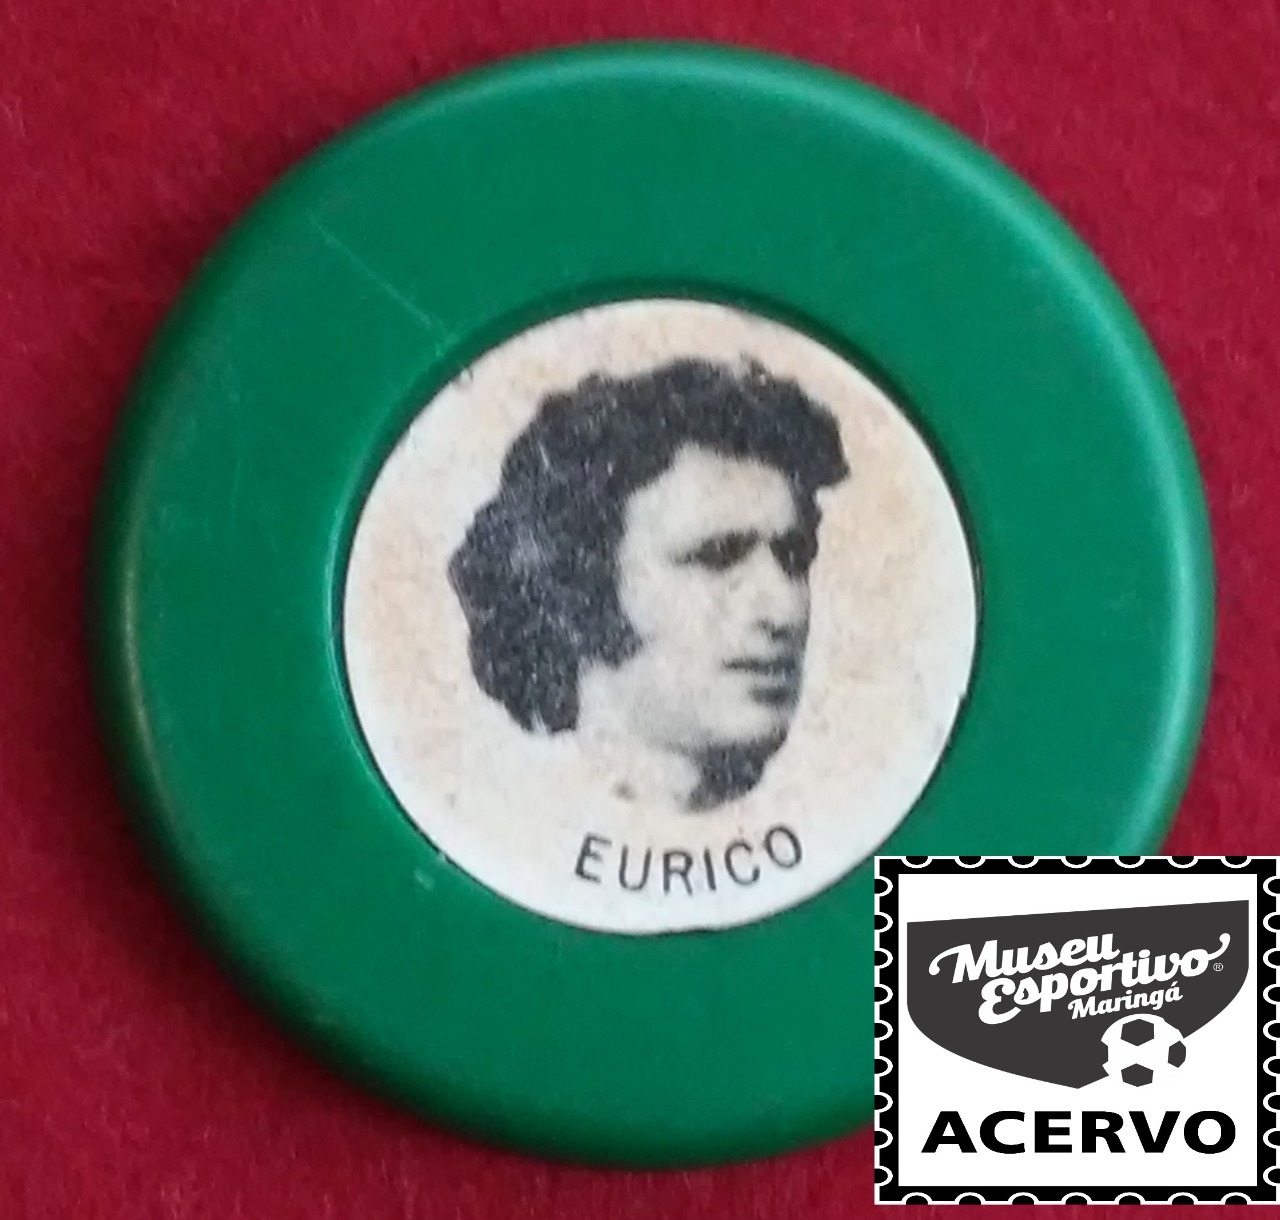 EURICO
Museu
Esportivo®
Maringá
ACERVO